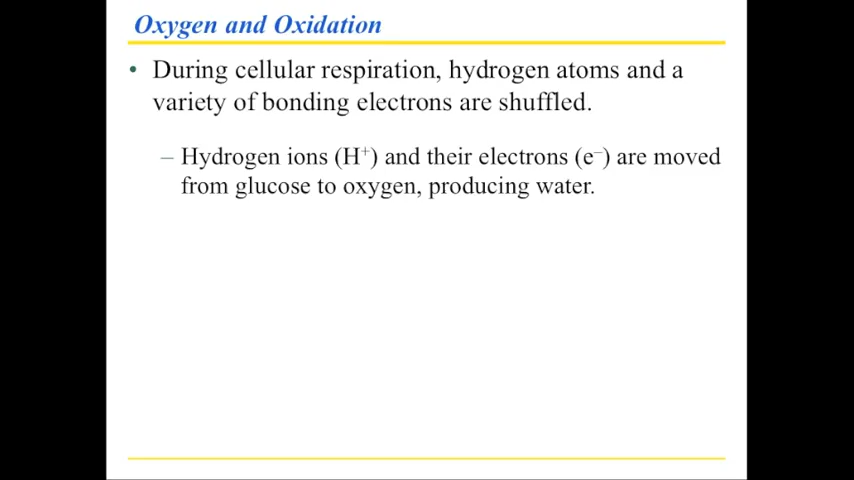 Oxygen and Oxidation
• During cellular respiration, hydrogen atoms and a
variety of bonding electrons are shuffled.
– Hydrogen ions (H⁺) and their electrons (e⁻) are moved
from glucose to oxygen, producing water.